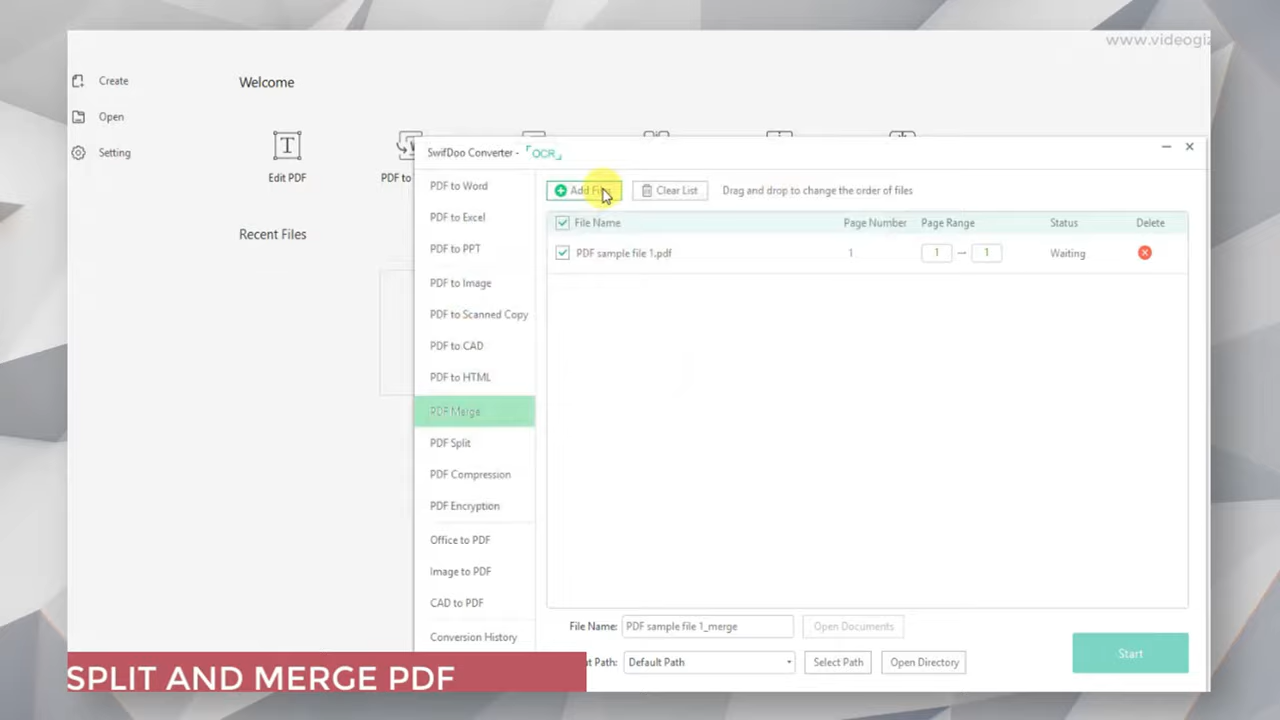 www.videogiz
Create
Welcome
Open
Setting
Edit PDF
PDF to
Recent Files
SwifDoo Converter - OCR
Add Files
Clear List
Drag and drop to change the order of files
PDF to Word
PDF to Excel
PDF to PPT
PDF to Image
PDF to Scanned Copy
PDF to CAD
PDF to HTML
PDF Merge
PDF Split
PDF Compression
PDF Encryption
Office to PDF
Image to PDF
CAD to PDF
Conversion History
File Name Page Number Page Range Status Delete
PDF sample file 1.pdf 1 1 — 1 Waiting
File Name: PDF sample file 1_merge Open Documents
t Path: Default Path Select Path Open Directory
Start
SPLIT AND MERGE PDF